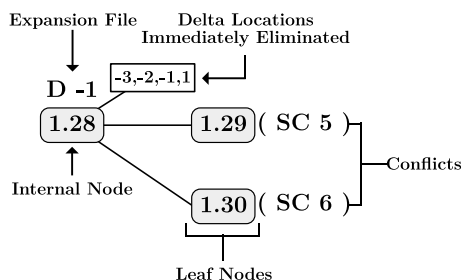 Expansion File
Delta Locations
Immediately Eliminated
-3,-2,-1,1
D -1
1.28
1.29 ( SC 5 )
Conflicts
Internal Node
1.30 ( SC 6 )
Leaf Nodes